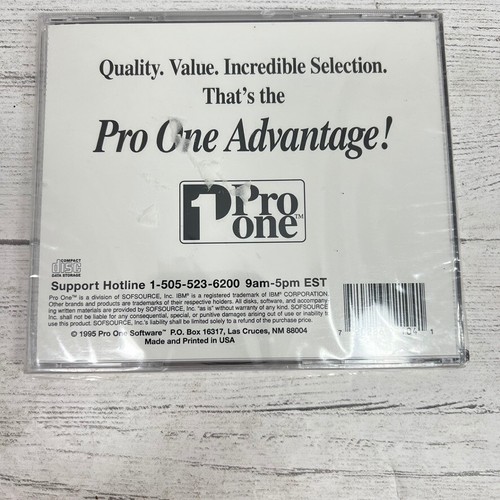 Quality. Value. Incredible Selection.
That's the
Pro One Advantage!
1 Pro
one™
COMPACT
disc
DATA STORAGE
Support Hotline 1-505-523-6200 9am-5pm EST
Pro One™ is a division of SOFSOURCE, Inc. IBM® is a registered trademark of IBM® CORPORATION.
Other brands and products are trademarks of their respective holders. All disks, software, and accompany
ing written materials are provided by SOFSOURCE, Inc. "as is" without warranty of any kind. SOFSOURCE,
Inc. shall not be liable for any consequential, special, or punitive damages arising out of use or inability to
use this product. SOFSOURCE, Inc.'s liability shall be limited solely to a refund of the purchase price.
© 1995 Pro One Software™ P.O. Box 16317, Las Cruces, NM 88004
Made and Printed in USA
7
1